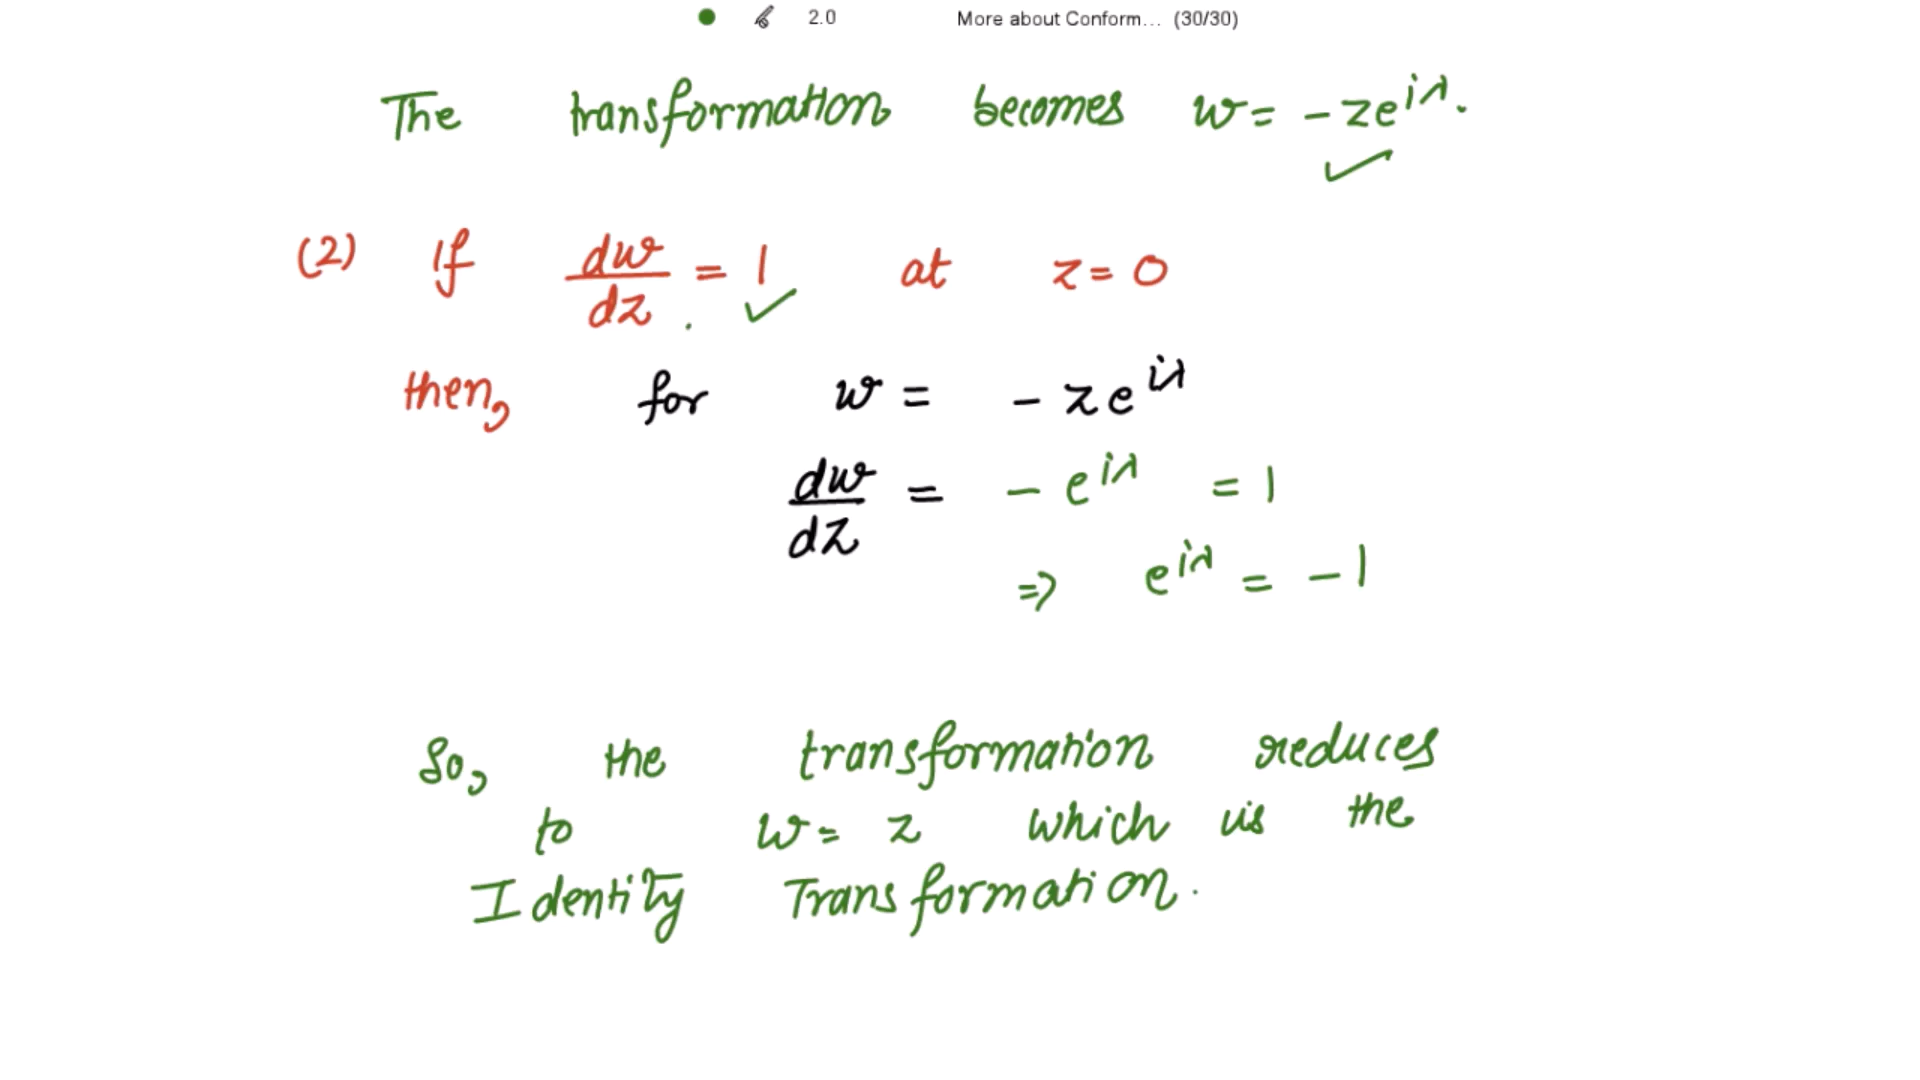 2.0 More about Conform... (30/30)
The transformation becomes w = - ze^{iλ}.
(2) If dw/dz = 1 at z = 0
then, for w = - ze^{iλ}
dw/dz = - e^{iλ} = 1
⇒ e^{iλ} = - 1
So, the transformation reduces
to w = z which is the
Identity Transformation.